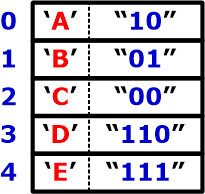 0 ‘A’ “10”
1 ‘B’ “01”
2 ‘C’ “00”
3 ‘D’ “110”
4 ‘E’ “111”